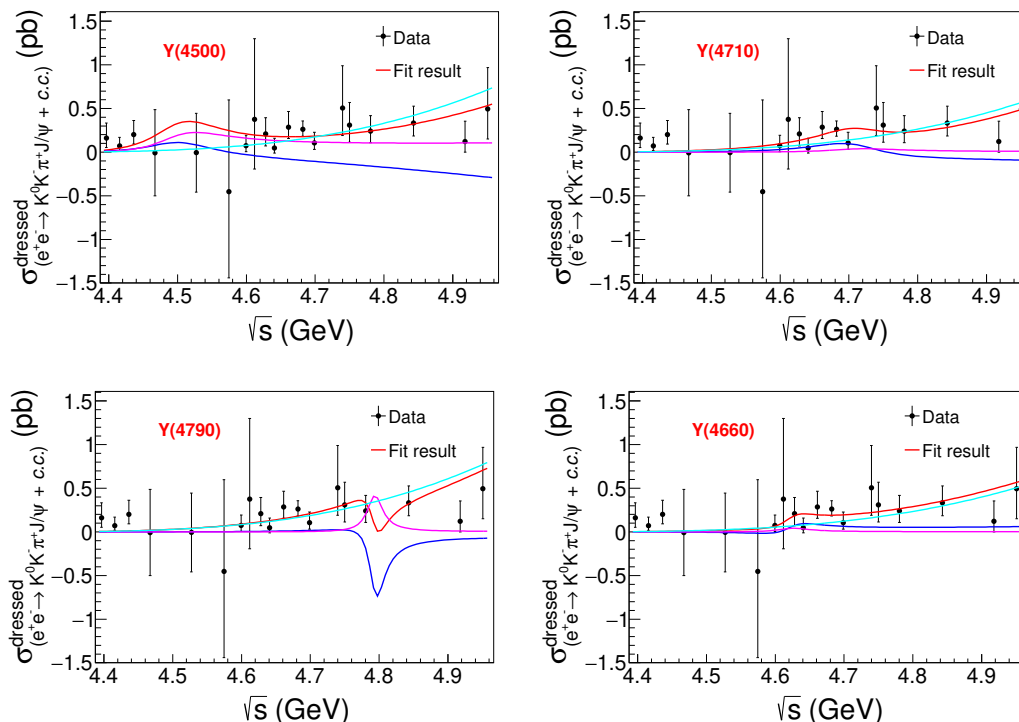 σ^dressed_(e⁺e⁻→ K⁰K⁻π⁺J/ψ + c.c.) (pb)
1.5
1
0.5
0
−0.5
−1
−1.5
Y(4500)
Data
Fit result
4.4 4.5 4.6 4.7 4.8 4.9
√s (GeV)
σ^dressed_(e⁺e⁻→ K⁰K⁻π⁺J/ψ + c.c.) (pb)
1.5
1
0.5
0
−0.5
−1
−1.5
Y(4710)
Data
Fit result
4.4 4.5 4.6 4.7 4.8 4.9
√s (GeV)
σ^dressed_(e⁺e⁻→ K⁰K⁻π⁺J/ψ + c.c.) (pb)
1.5
1
0.5
0
−0.5
−1
−1.5
Y(4790)
Data
Fit result
4.4 4.5 4.6 4.7 4.8 4.9
√s (GeV)
σ^dressed_(e⁺e⁻→ K⁰K⁻π⁺J/ψ + c.c.) (pb)
1.5
1
0.5
0
−0.5
−1
−1.5
Y(4660)
Data
Fit result
4.4 4.5 4.6 4.7 4.8 4.9
√s (GeV)